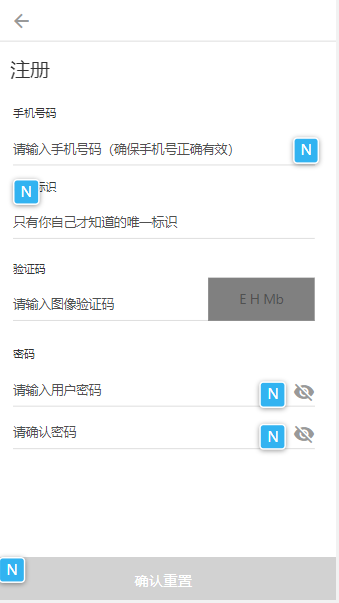 注册
手机号码
请输入手机号码（确保手机号正确有效）
N
N
标识
只有你自己才知道的唯一标识
验证码
请输入图像验证码
E H Mb
密码
请输入用户密码
N
请确认密码
N
N
确认重置